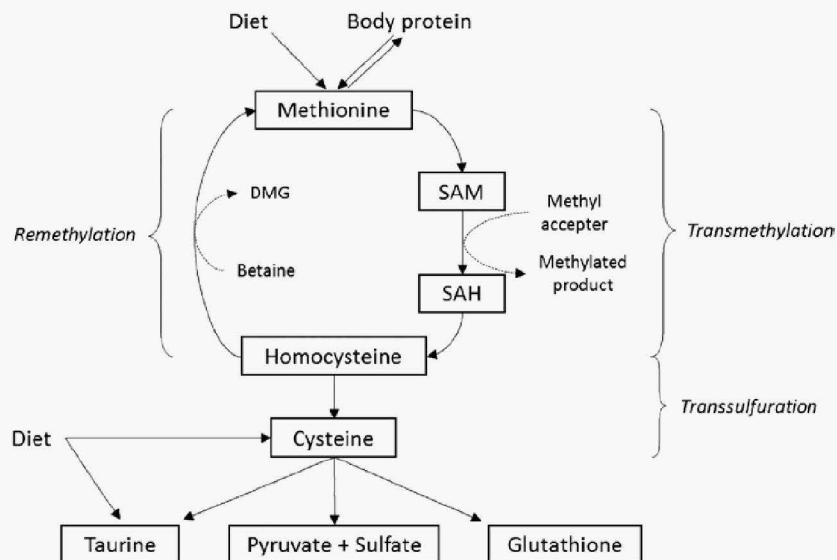 Diet
Body protein
Methionine
DMG
SAM
Methyl
accepter
Remethylation
Transmethylation
Betaine
Methylated
product
SAH
Homocysteine
Transsulfuration
Diet
Cysteine
Taurine
Pyruvate + Sulfate
Glutathione